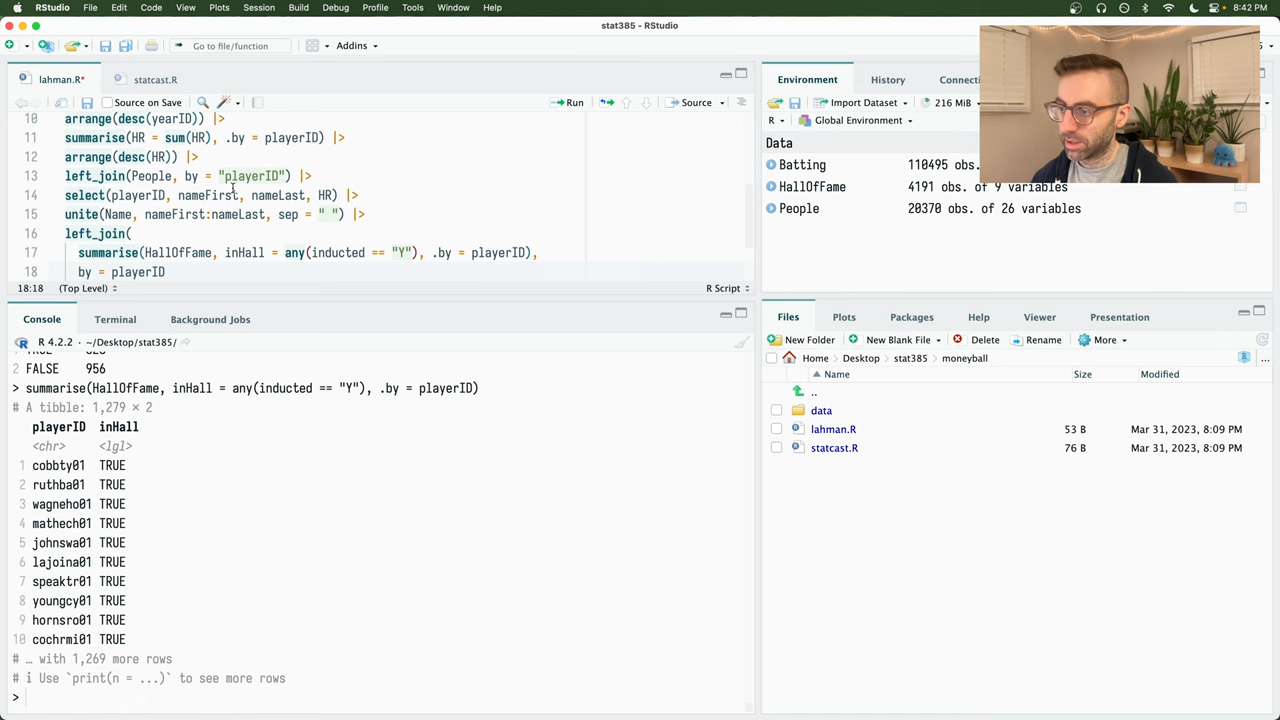 RStudio File Edit Code View Plots Session Build Debug Profile Tools Window Help 8:42 PM
stat385 - RStudio
Go to file/function Addins
lahman.R* statcast.R
Source on Save Run Source
10 arrange(desc(yearID)) |>
11 summarise(HR = sum(HR), .by = playerID) |>
12 arrange(desc(HR)) |>
13 left_join(People, by = "playerID") |>
14 select(playerID, nameFirst, nameLast, HR) |>
15 unite(Name, nameFirst:nameLast, sep = " ") |>
16 left_join(
17 summarise(HallOfFame, inHall = any(inducted == "Y"), .by = playerID),
18 by = playerID
18:18 (Top Level) R Script
Console Terminal Background Jobs
R 4.2.2 · ~/Desktop/stat385/
2 FALSE 956
> summarise(HallOfFame, inHall = any(inducted == "Y"), .by = playerID)
# A tibble: 1,279 × 2
playerID inHall
<chr> <lgl>
1 cobbty01 TRUE
2 ruthba01 TRUE
3 wagneho01 TRUE
4 mathech01 TRUE
5 johnswa01 TRUE
6 lajoina01 TRUE
7 speaktr01 TRUE
8 youngcy01 TRUE
9 hornsro01 TRUE
10 cochrmi01 TRUE
# … with 1,269 more rows
# ℹ Use `print(n = ...)` to see more rows
>
Environment History
Import Dataset 216 MiB
R Global Environment
Data
Batting 110495 obs.
HallOfFame 4191 obs. of 9 variables
People 20370 obs. of 26 variables
Files Plots Packages Help Viewer Presentation
New Folder New Blank File Delete Rename More
Home Desktop stat385 moneyball
Name Size Modified
..
data
lahman.R 53 B Mar 31, 2023, 8:09 PM
statcast.R 76 B Mar 31, 2023, 8:09 PM